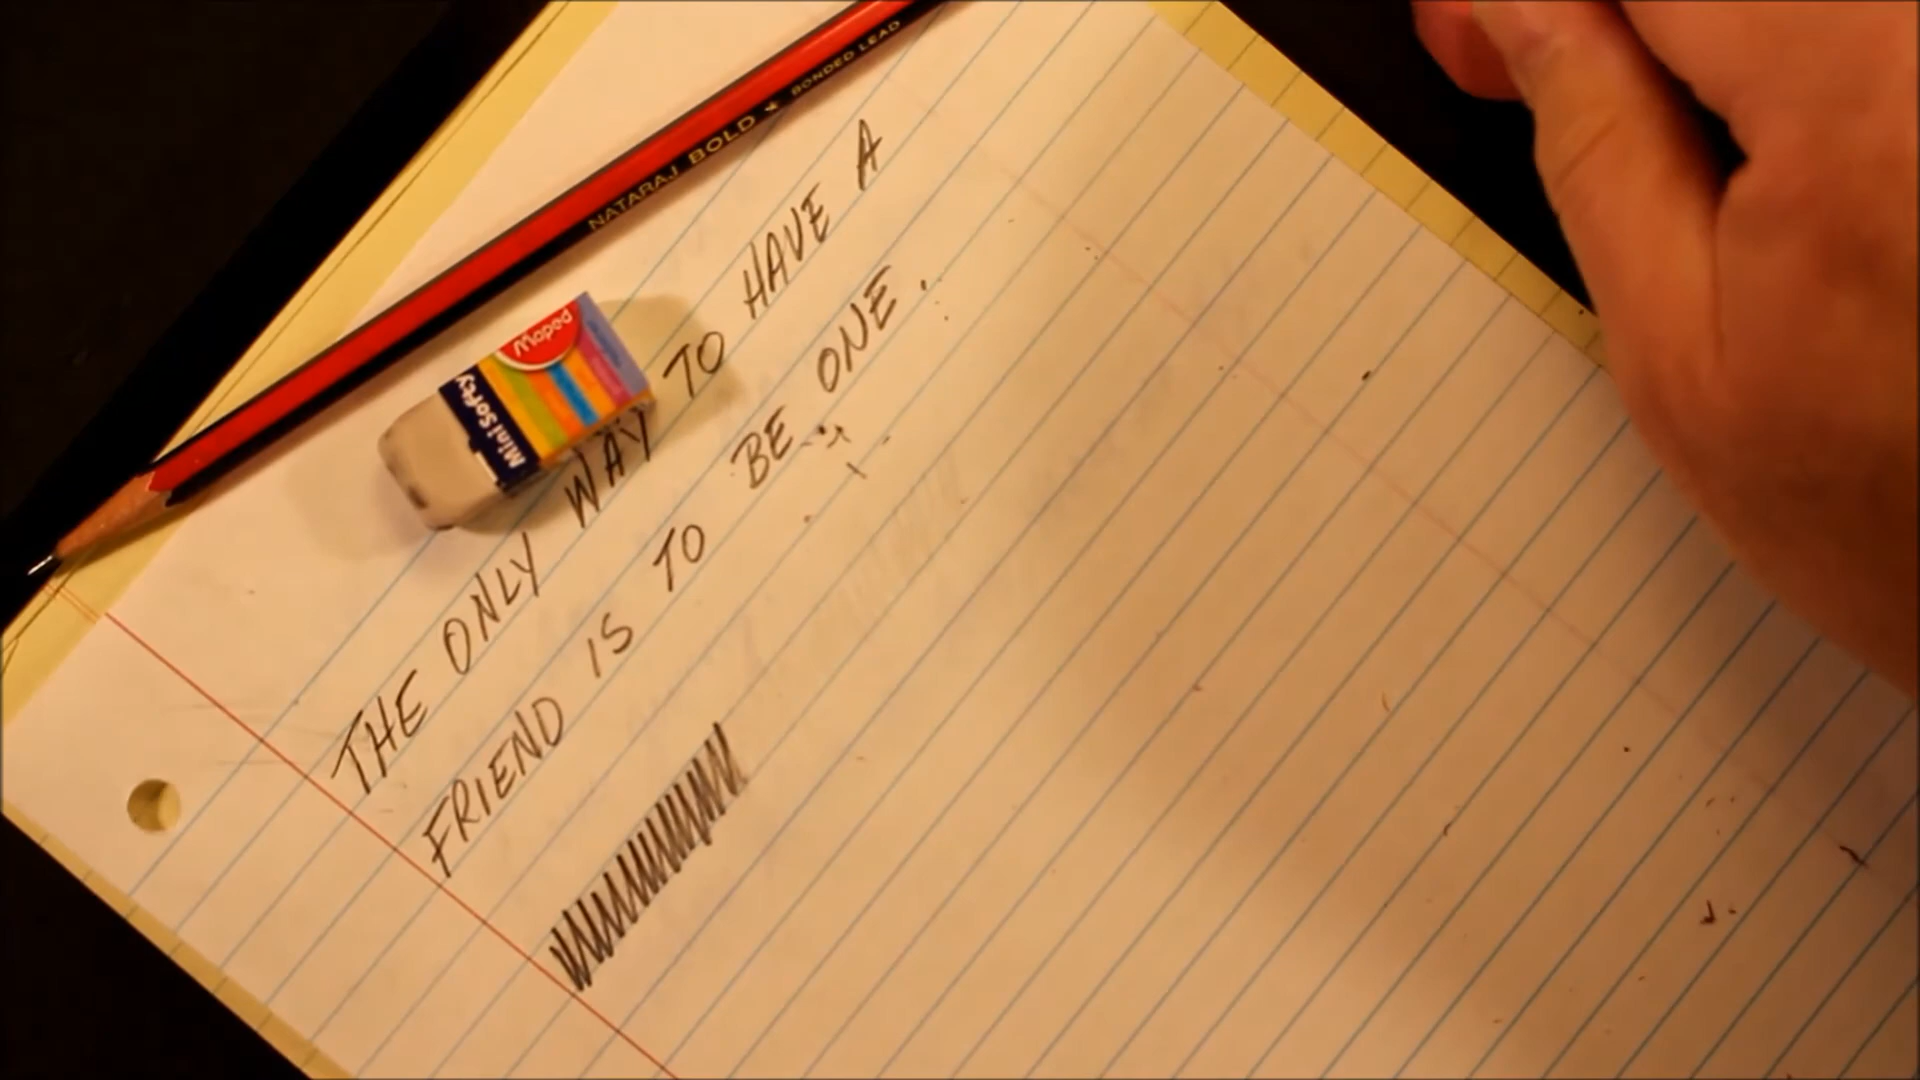 NATARAJ BOLD BONDED LEAD
Maped
Mini Softy
THE ONLY WAY TO HAVE A
FRIEND IS TO BE ONE.